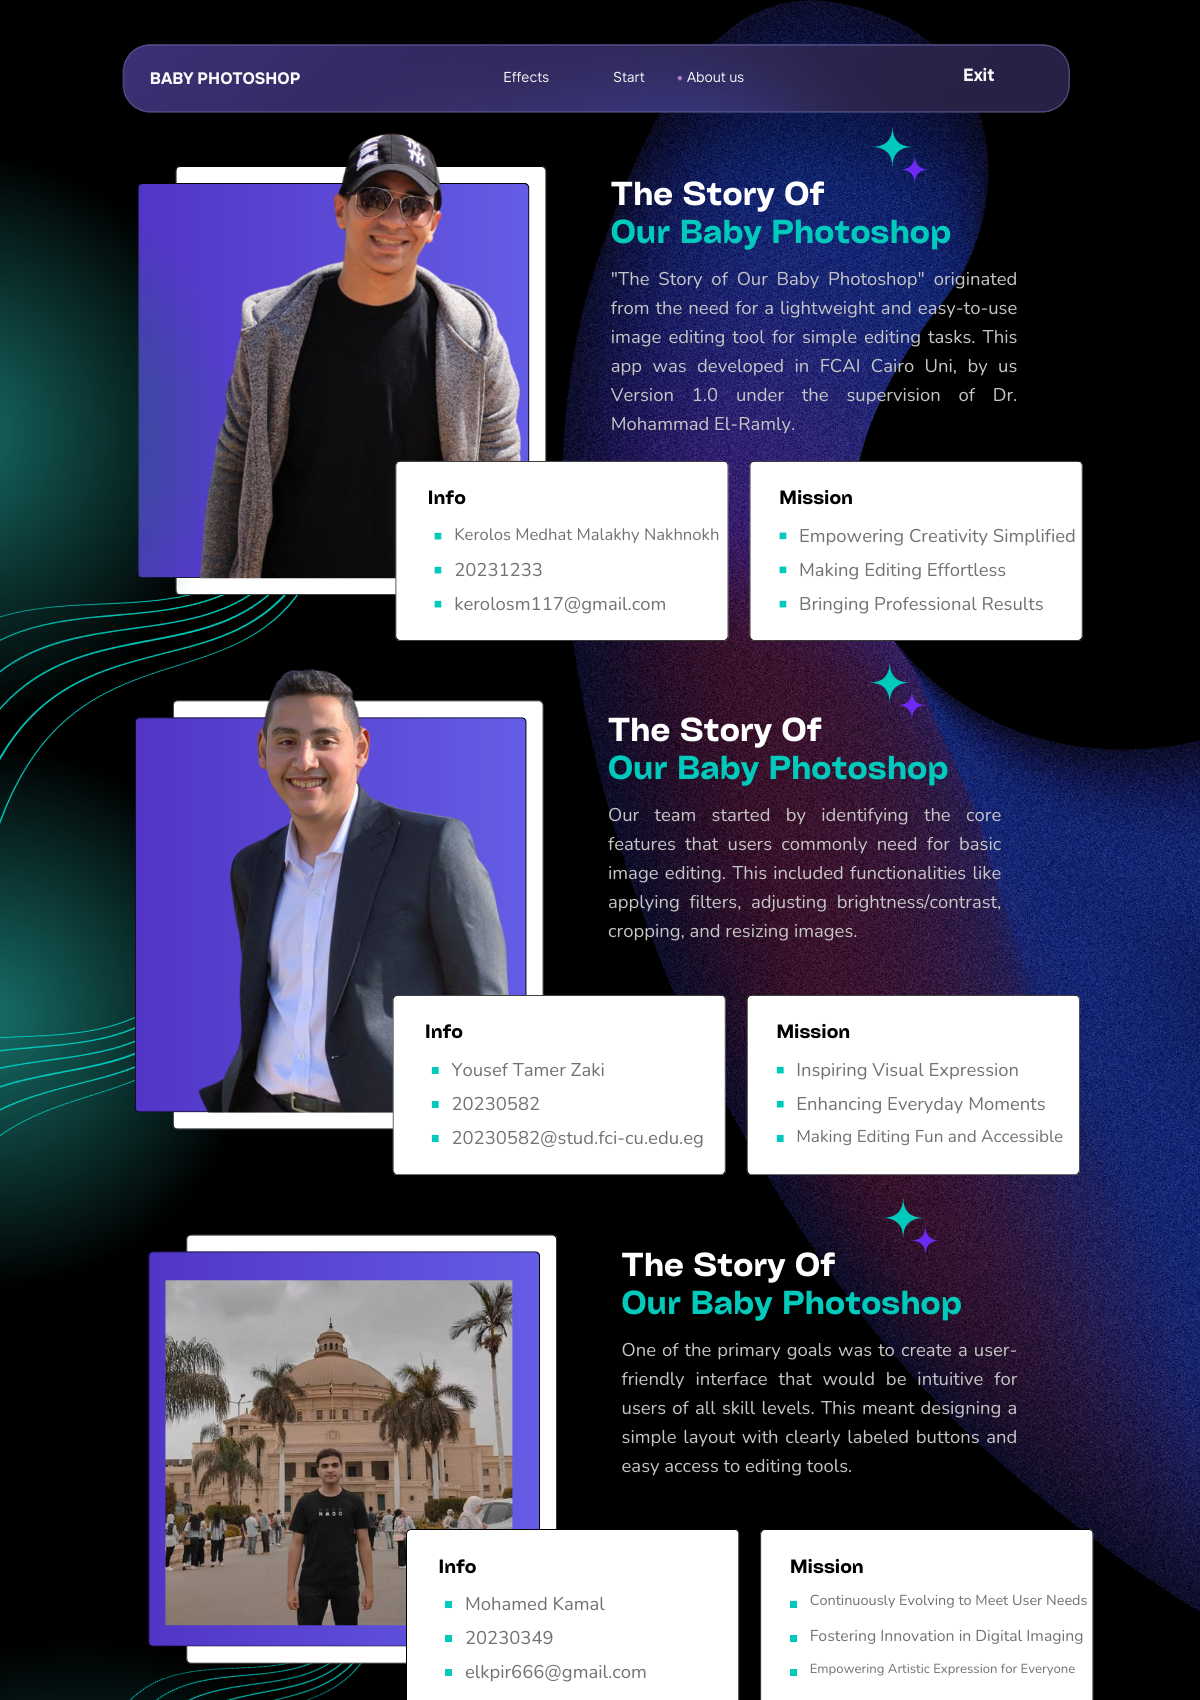 BABY PHOTOSHOP
Effects
Start
About us
Exit
The Story Of
Our Baby Photoshop
"The Story of Our Baby Photoshop" originated
from the need for a lightweight and easy-to-use
image editing tool for simple editing tasks. This
app was developed in FCAI Cairo Uni, by us
Version 1.0 under the supervision of Dr.
Mohammad El-Ramly.
Info
Kerolos Medhat Malakhy Nakhnokh
20231233
kerolosm117@gmail.com
Mission
Empowering Creativity Simplified
Making Editing Effortless
Bringing Professional Results
The Story Of
Our Baby Photoshop
Our team started by identifying the core
features that users commonly need for basic
image editing. This included functionalities like
applying filters, adjusting brightness/contrast,
cropping, and resizing images.
Info
Yousef Tamer Zaki
20230582
20230582@stud.fci-cu.edu.eg
Mission
Inspiring Visual Expression
Enhancing Everyday Moments
Making Editing Fun and Accessible
The Story Of
Our Baby Photoshop
One of the primary goals was to create a user-
friendly interface that would be intuitive for
users of all skill levels. This meant designing a
simple layout with clearly labeled buttons and
easy access to editing tools.
Info
Mohamed Kamal
20230349
elkpir666@gmail.com
Mission
Continuously Evolving to Meet User Needs
Fostering Innovation in Digital Imaging
Empowering Artistic Expression for Everyone